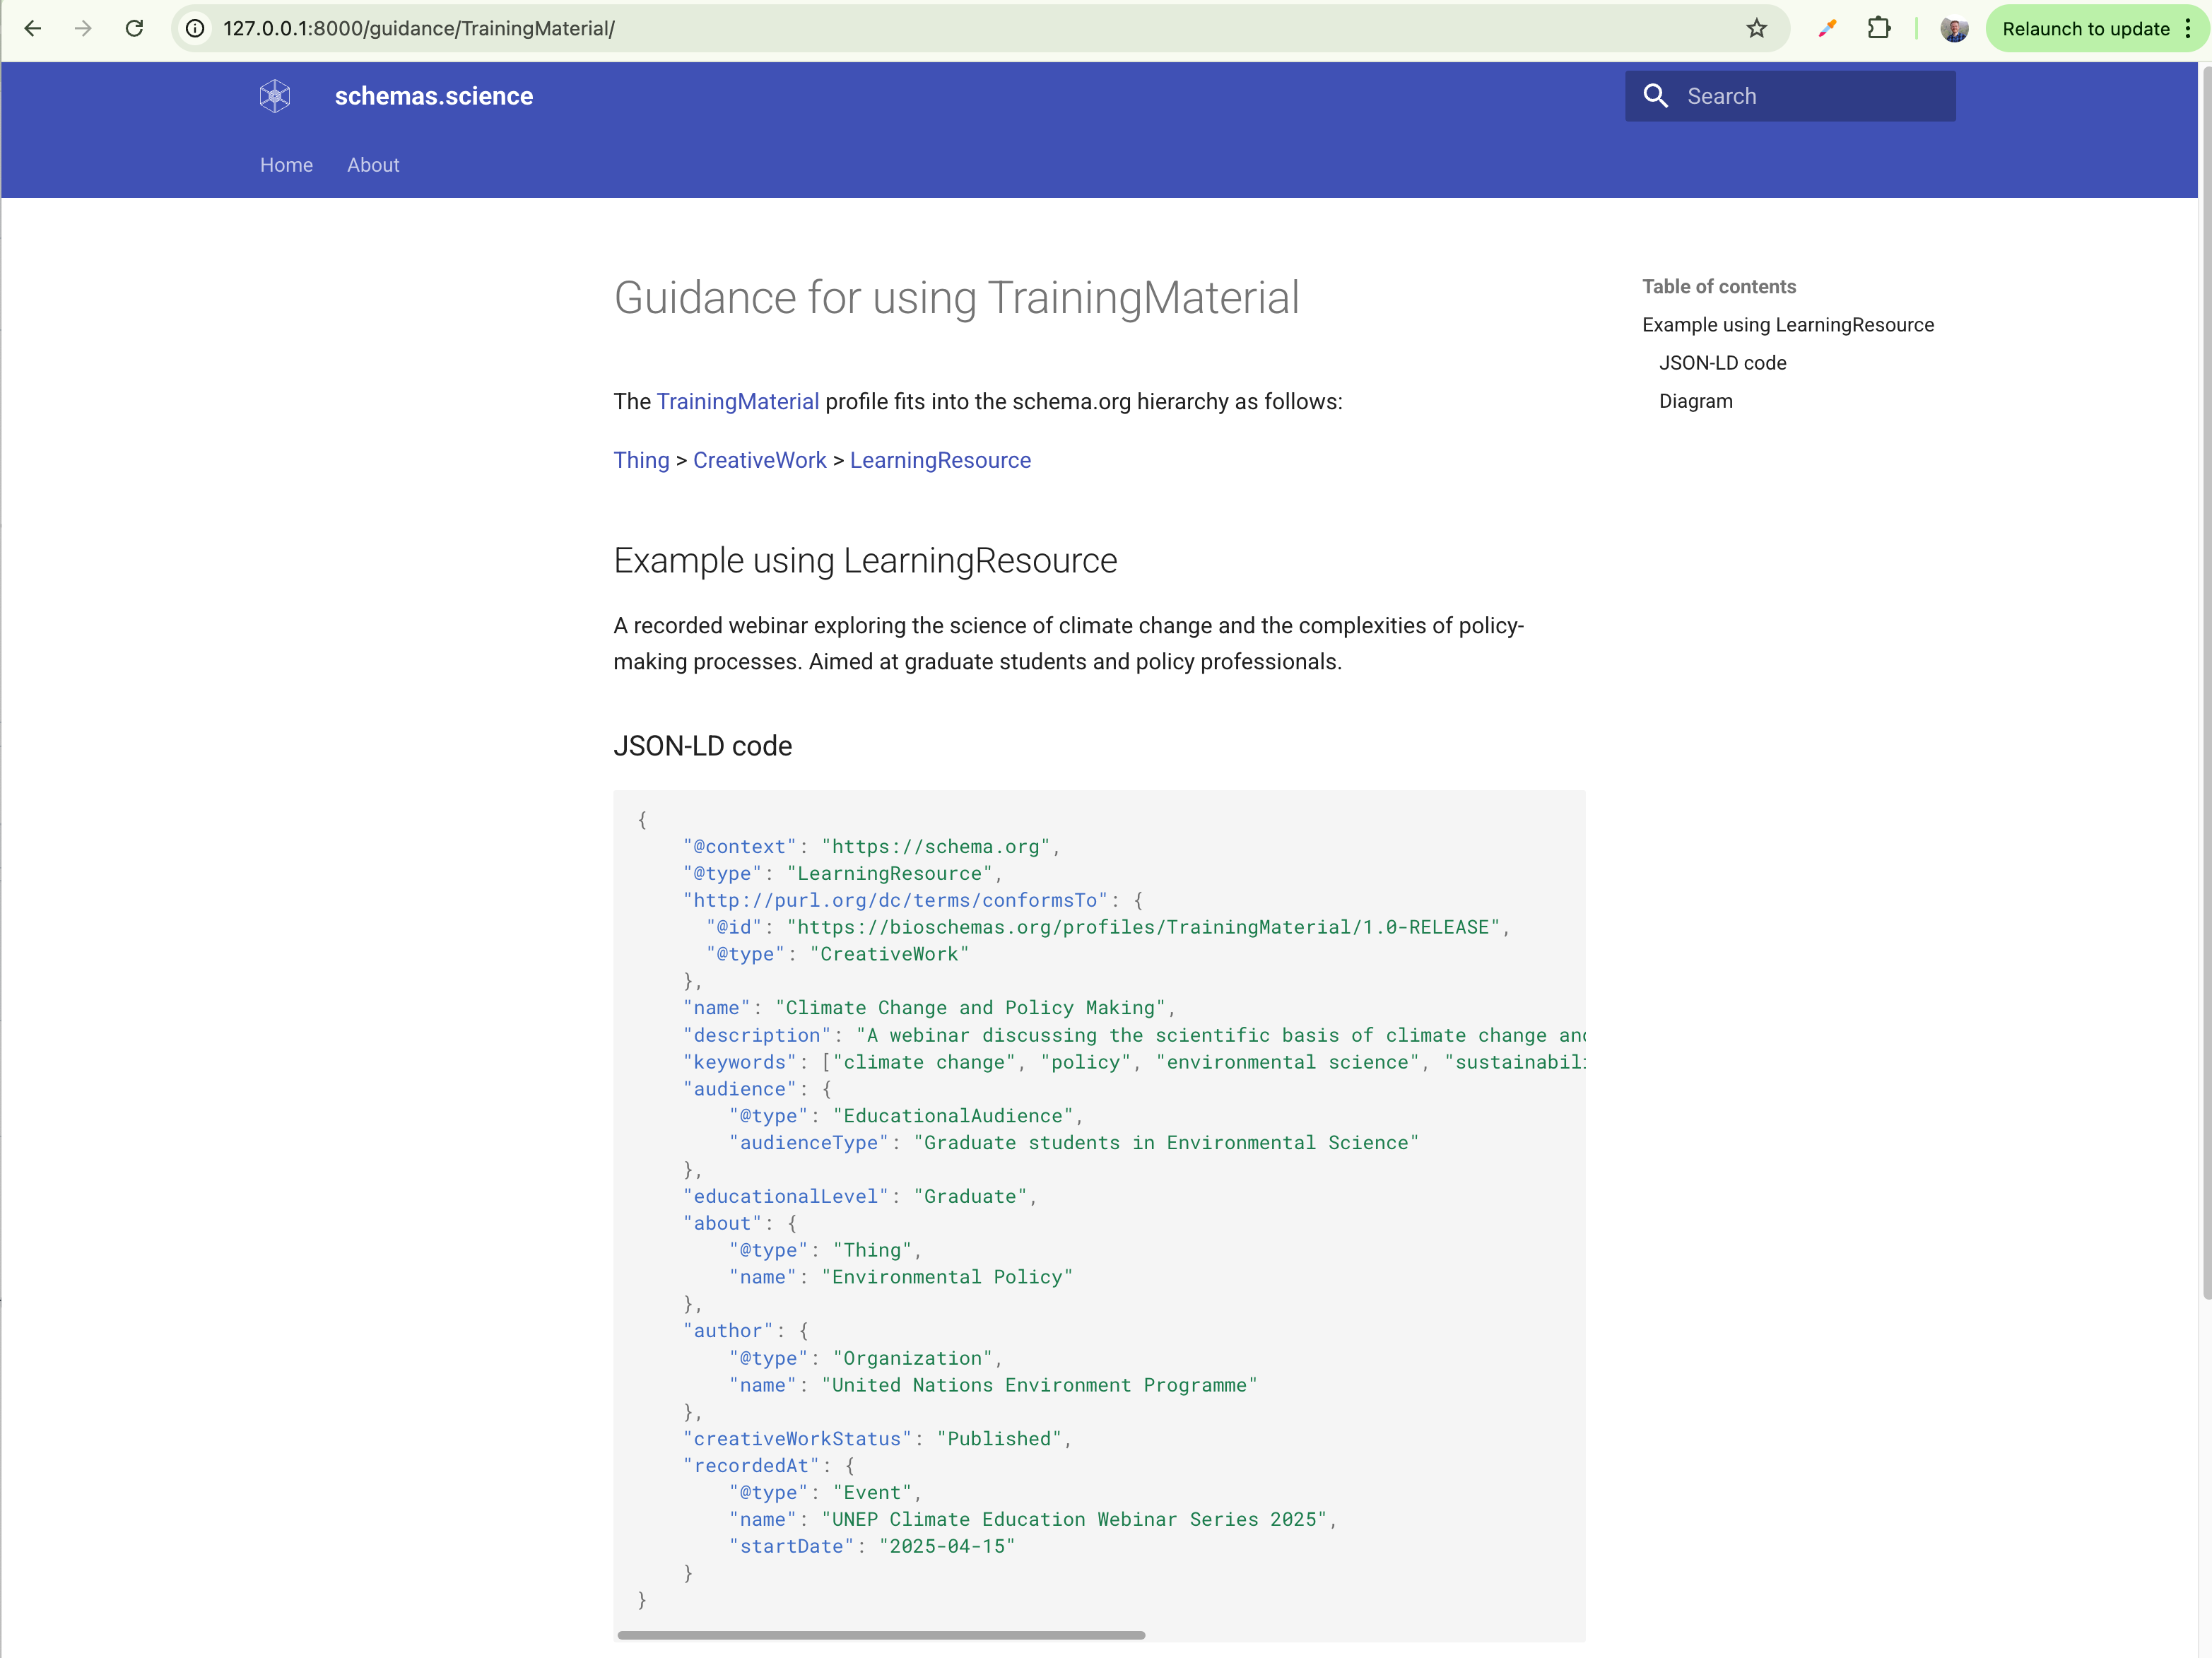 127.0.0.1:8000/guidance/TrainingMaterial/
Relaunch to update
schemas.science
Search
Home About
Guidance for using TrainingMaterial
The TrainingMaterial profile fits into the schema.org hierarchy as follows:
Thing > CreativeWork > LearningResource
Example using LearningResource
A recorded webinar exploring the science of climate change and the complexities of policy-
making processes. Aimed at graduate students and policy professionals.
JSON-LD code
{
    "@context": "https://schema.org",
    "@type": "LearningResource",
    "http://purl.org/dc/terms/conformsTo": {
      "@id": "https://bioschemas.org/profiles/TrainingMaterial/1.0-RELEASE",
      "@type": "CreativeWork"
    },
    "name": "Climate Change and Policy Making",
    "description": "A webinar discussing the scientific basis of climate change and
    "keywords": ["climate change", "policy", "environmental science", "sustainabili
    "audience": {
        "@type": "EducationalAudience",
        "audienceType": "Graduate students in Environmental Science"
    },
    "educationalLevel": "Graduate",
    "about": {
        "@type": "Thing",
        "name": "Environmental Policy"
    },
    "author": {
        "@type": "Organization",
        "name": "United Nations Environment Programme"
    },
    "creativeWorkStatus": "Published",
    "recordedAt": {
        "@type": "Event",
        "name": "UNEP Climate Education Webinar Series 2025",
        "startDate": "2025-04-15"
    }
}
Table of contents
Example using LearningResource
JSON-LD code
Diagram